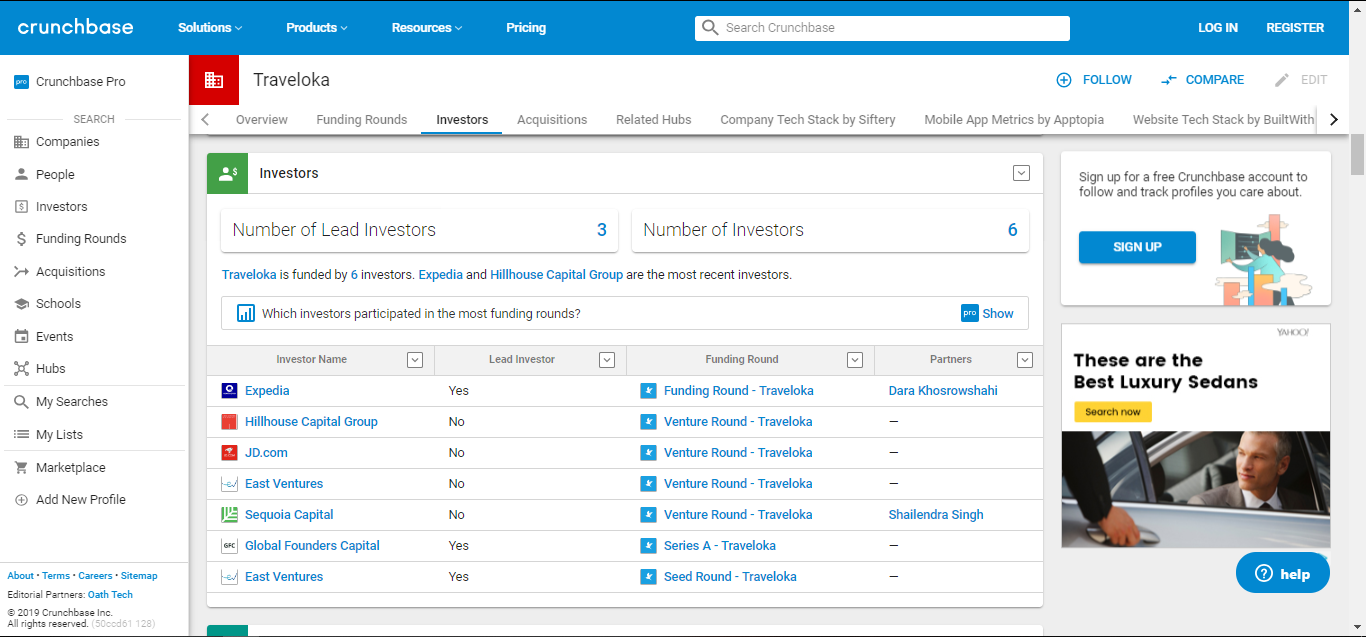 crunchbase
Solutions
Products
Resources
Pricing
Search Crunchbase
LOG IN
REGISTER
pro Crunchbase Pro
SEARCH
Companies
People
Investors
Funding Rounds
Acquisitions
Schools
Events
Hubs
My Searches
My Lists
Marketplace
Add New Profile
About • Terms • Careers • Sitemap
Editorial Partners: Oath Tech
© 2019 Crunchbase Inc.
All rights reserved. (50ccd61 128)
Traveloka
FOLLOW
COMPARE
EDIT
Overview
Funding Rounds
Investors
Acquisitions
Related Hubs
Company Tech Stack by Siftery
Mobile App Metrics by Apptopia
Website Tech Stack by BuiltWith
Investors
Number of Lead Investors 3
Number of Investors 6
Traveloka is funded by 6 investors. Expedia and Hillhouse Capital Group are the most recent investors.
Which investors participated in the most funding rounds? pro Show
Investor Name Lead Investor Funding Round Partners
Expedia Yes Funding Round - Traveloka Dara Khosrowshahi
Hillhouse Capital Group No Venture Round - Traveloka —
JD.com No Venture Round - Traveloka —
East Ventures No Venture Round - Traveloka —
Sequoia Capital No Venture Round - Traveloka Shailendra Singh
GFC Global Founders Capital Yes Series A - Traveloka —
East Ventures Yes Seed Round - Traveloka —
Sign up for a free Crunchbase account to
follow and track profiles you care about.
SIGN UP
YAHOO!
These are the
Best Luxury Sedans
Search now
help